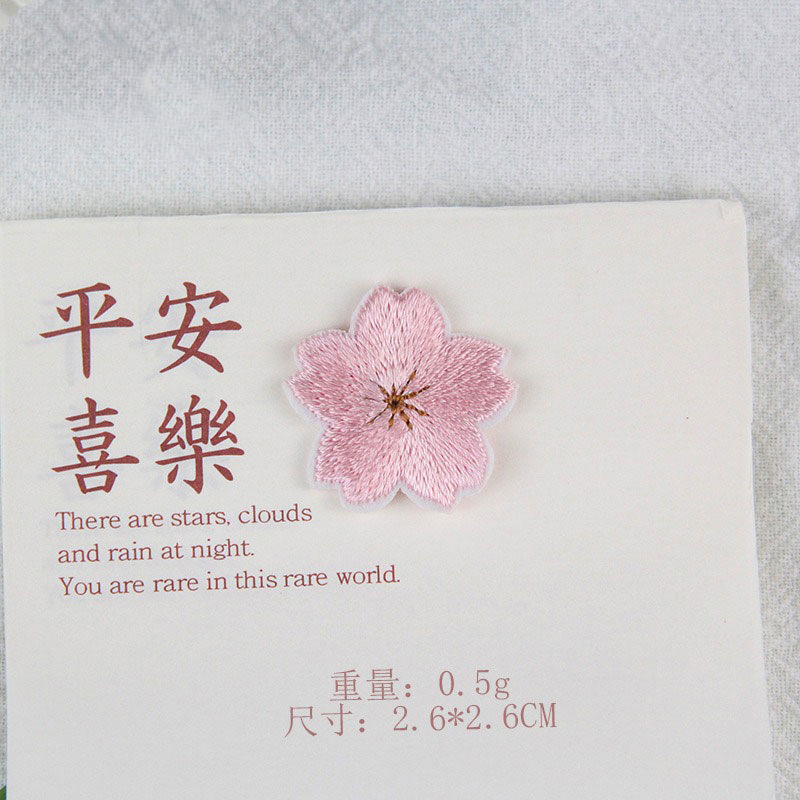 平安
喜樂
There are stars, clouds
and rain at night.
You are rare in this rare world.
重量：0.5g
尺寸：2.6*2.6CM